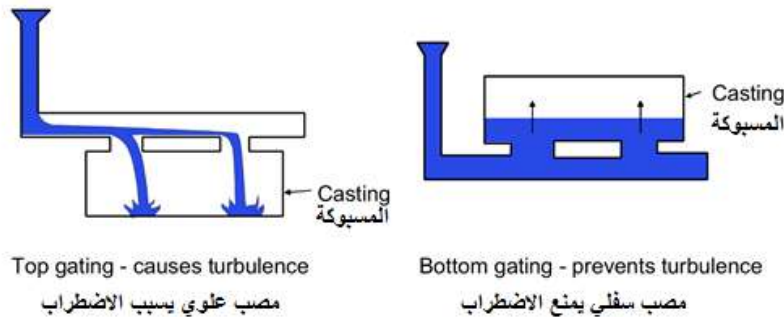 Casting
المسبوكة
Top gating - causes turbulence
مصب علوي يسبب الاضطراب
Casting
المسبوكة
Bottom gating - prevents turbulence
مصب سفلي يمنع الاضطراب